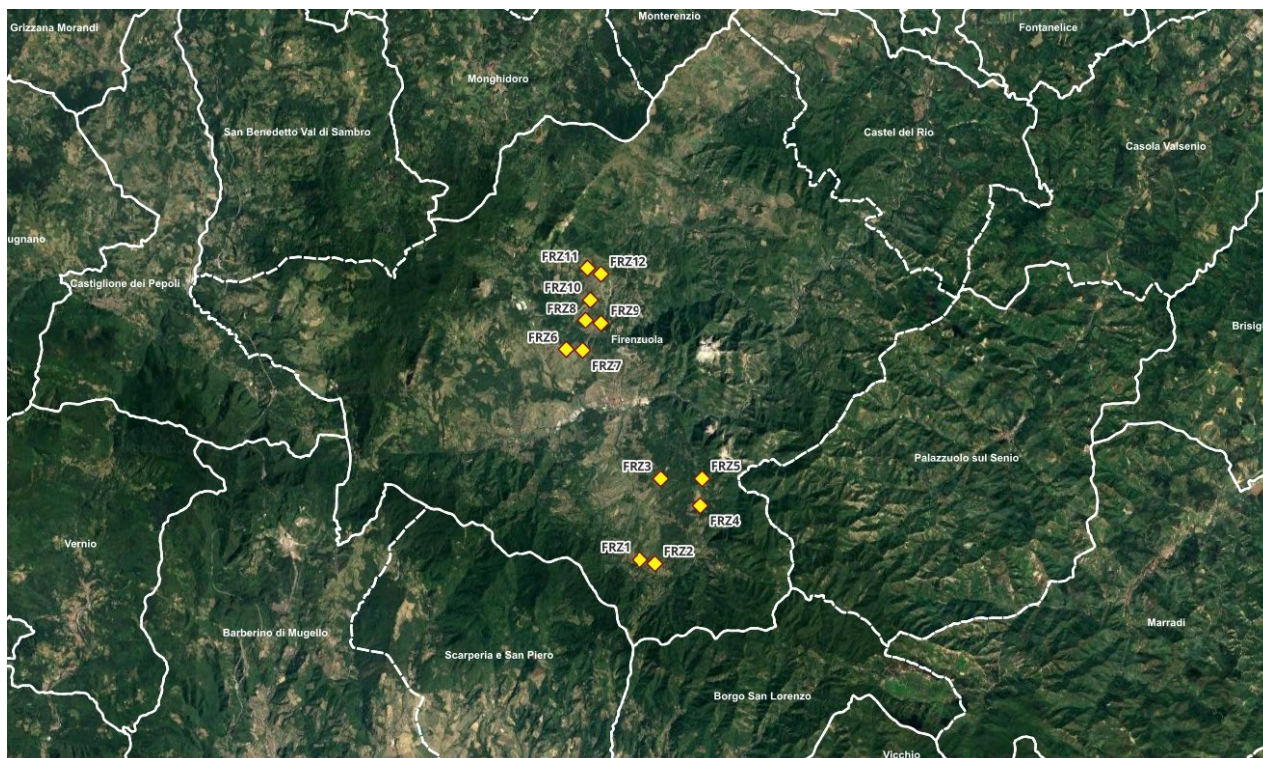 Monterenzio
Grizzana Morandi
Fontanelice
Monghidoro
San Benedetto Val di Sambro
Castel del Rio
Casola Valsenio
ugnano
Castiglione dei Pepoli
FRZ11
FRZ12
FRZ10
FRZ8
FRZ9
Brisig
FRZ6
Firenzuola
FRZ7
FRZ3
FRZ5
Palazzuolo sul Senio
FRZ4
Vernio
FRZ1
FRZ2
Marradi
Barberino di Mugello
Scarperia e San Piero
Borgo San Lorenzo
Vicchio